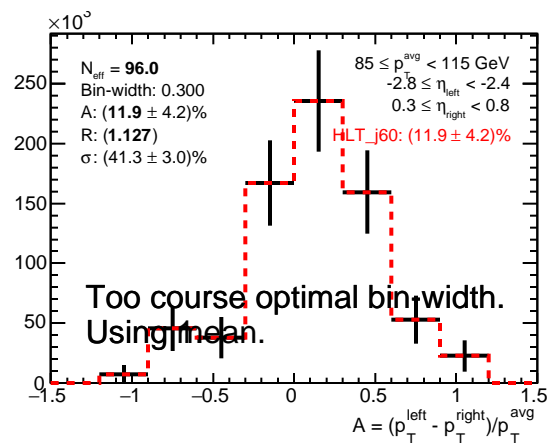 ×10³
N_eff = 96.0
Bin-width: 0.300
A: (11.9 ± 4.2)%
R: (1.127)
σ: (41.3 ± 3.0)%
85 ≤ p_T^avg < 115 GeV
-2.8 ≤ η_left < -2.4
0.3 ≤ η_right < 0.8
HLT_j60: (11.9 ± 4.2)%
250
200
150
100
50
0
Too course optimal bin-width.
Using mean.
−1.5 −1 −0.5 0 0.5 1 1.5
A = (p_T^left - p_T^right)/p_T^avg